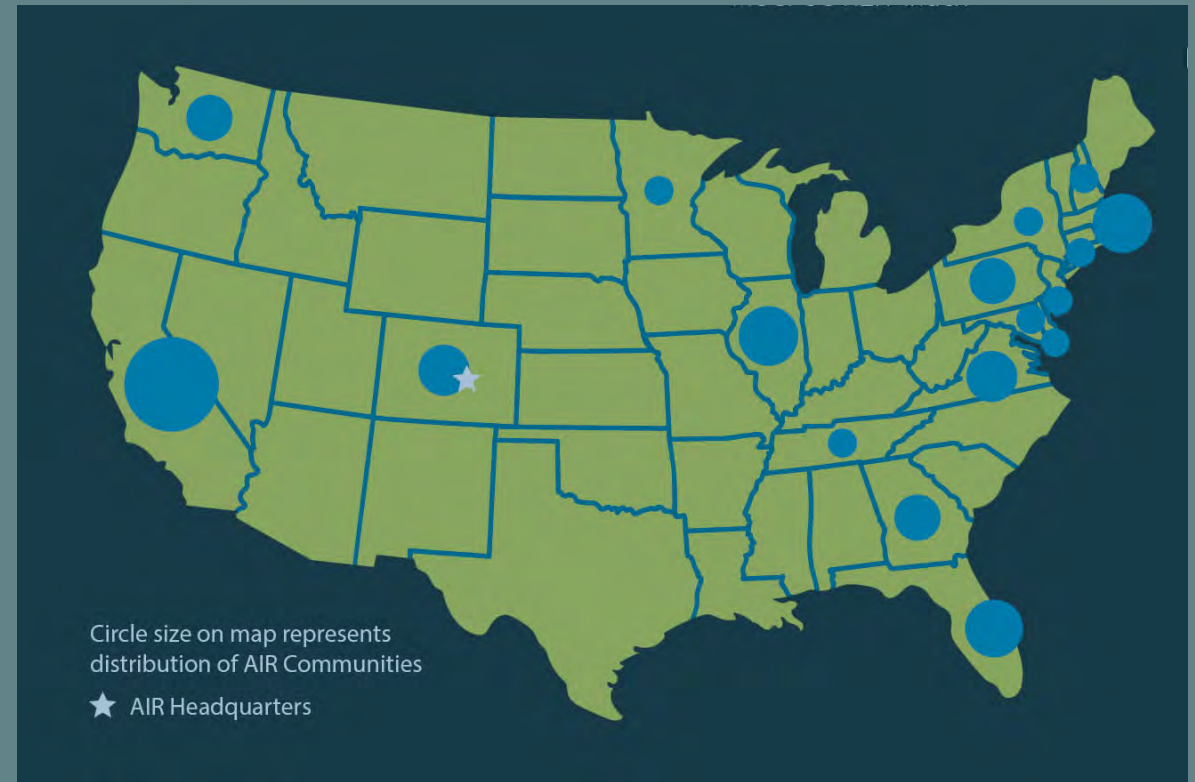 Circle size on map represents
distribution of AIR Communities
AIR Headquarters